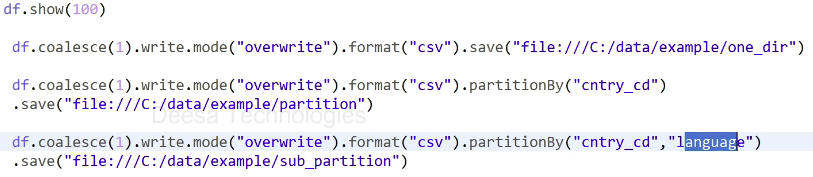 df.show(100)
df.coalesce(1).write.mode("overwrite").format("csv").save("file:///C:/data/example/one_dir")
df.coalesce(1).write.mode("overwrite").format("csv").partitionBy("cntry_cd")
.save("file:///C:/data/example/partition")
Deesa Technologies
df.coalesce(1).write.mode("overwrite").format("csv").partitionBy("cntry_cd","language")
.save("file:///C:/data/example/sub_partition")